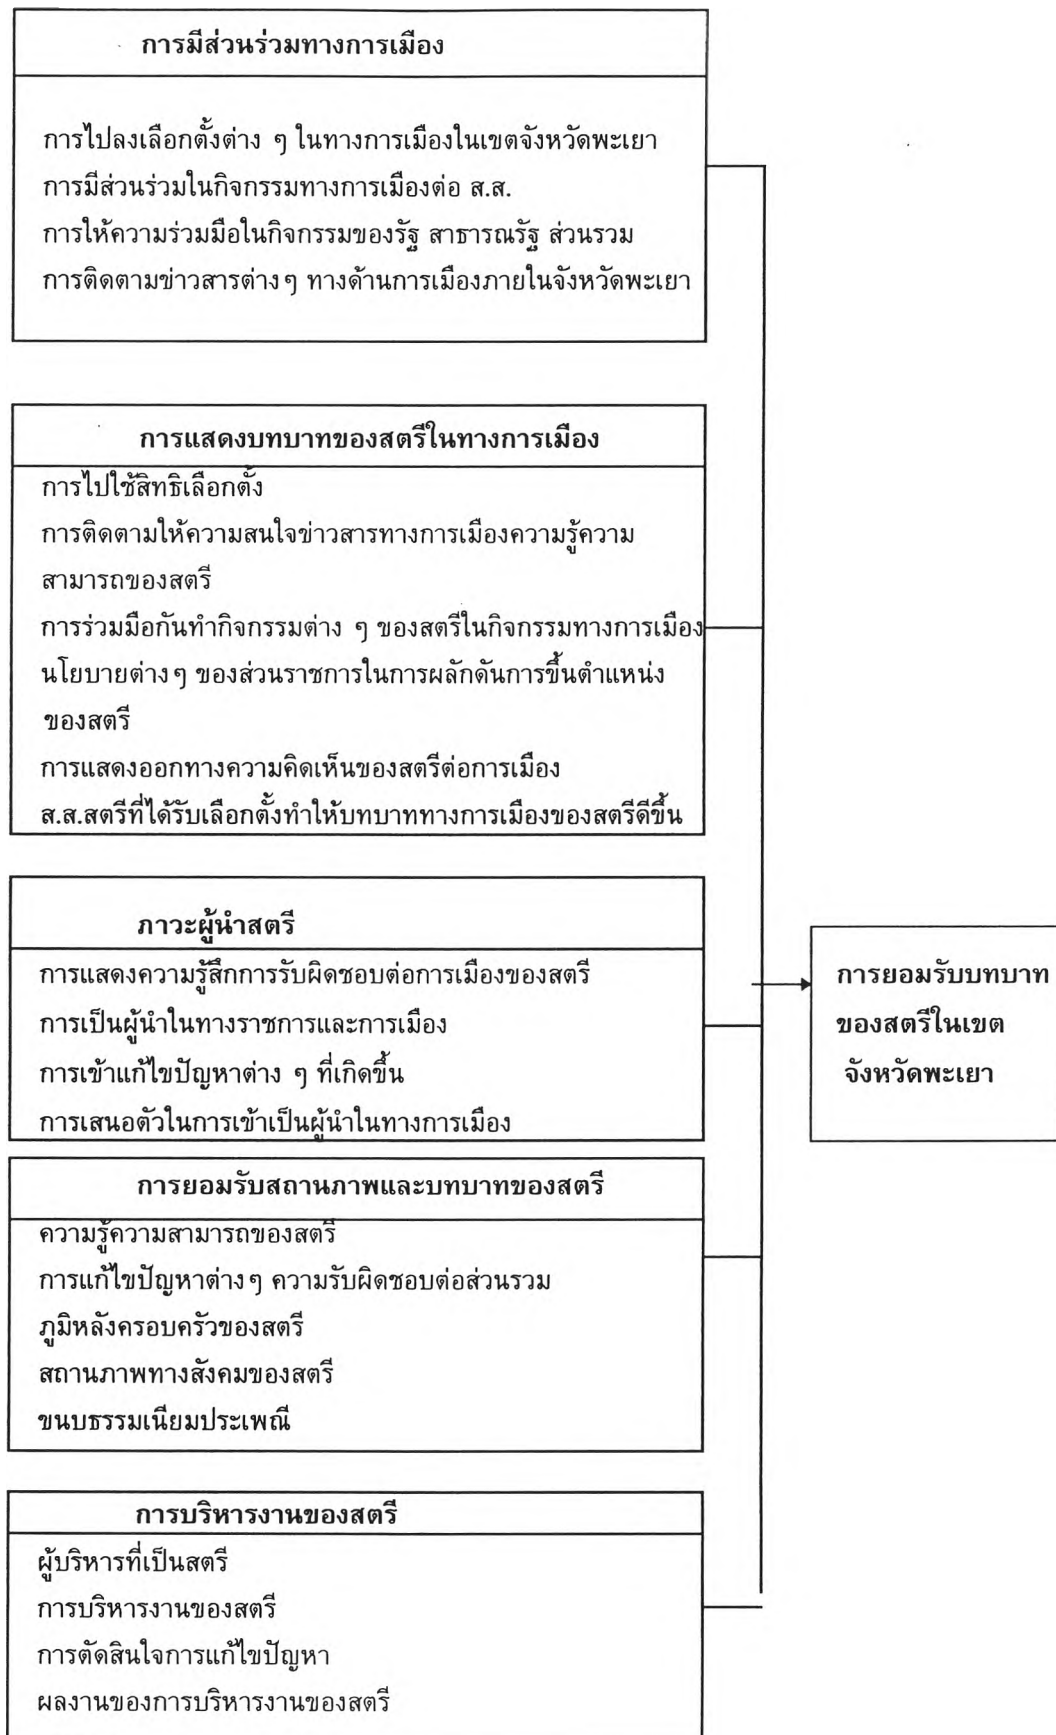 การมีส่วนร่วมทางการเมือง
การไปลงเลือกตั้งต่าง ๆ ในทางการเมืองในเขตจังหวัดพะเยา
การมีส่วนร่วมในกิจกรรมทางการเมืองต่อ ส.ส.
การให้ความร่วมมือในกิจกรรมของรัฐ สาธารณรัฐ ส่วนรวม
การติดตามข่าวสารต่างๆ ทางด้านการเมืองภายในจังหวัดพะเยา
การแสดงบทบาทของสตรีในทางการเมือง
การไปใช้สิทธิเลือกตั้ง
การติดตามให้ความสนใจข่าวสารทางการเมืองความรู้ความ
สามารถของสตรี
การร่วมมือกันทำกิจกรรมต่าง ๆ ของสตรีในกิจกรรมทางการเมือง
นโยบายต่างๆ ของส่วนราชการในการผลักดันการขึ้นตำแหน่ง
ของสตรี
การแสดงออกทางความคิดเห็นของสตรีต่อการเมือง
ส.ส.สตรีที่ได้รับเลือกตั้งทำให้บทบาททางการเมืองของสตรีดีขึ้น
ภาวะผู้นำสตรี
การแสดงความรู้สึกการรับผิดชอบต่อการเมืองของสตรี
การเป็นผู้นำในทางราชการและการเมือง
การเข้าแก้ไขปัญหาต่าง ๆ ที่เกิดขึ้น
การเสนอตัวในการเข้าเป็นผู้นำในทางการเมือง
การยอมรับสถานภาพและบทบาทของสตรี
ความรู้ความสามารถของสตรี
การแก้ไขปัญหาต่างๆ ความรับผิดชอบต่อส่วนรวม
ภูมิหลังครอบครัวของสตรี
สถานภาพทางสังคมของสตรี
ขนบธรรมเนียมประเพณี
การบริหารงานของสตรี
ผู้บริหารที่เป็นสตรี
การบริหารงานของสตรี
การตัดสินใจการแก้ไขปัญหา
ผลงานของการบริหารงานของสตรี
การยอมรับบทบาท
ของสตรีในเขต
จังหวัดพะเยา